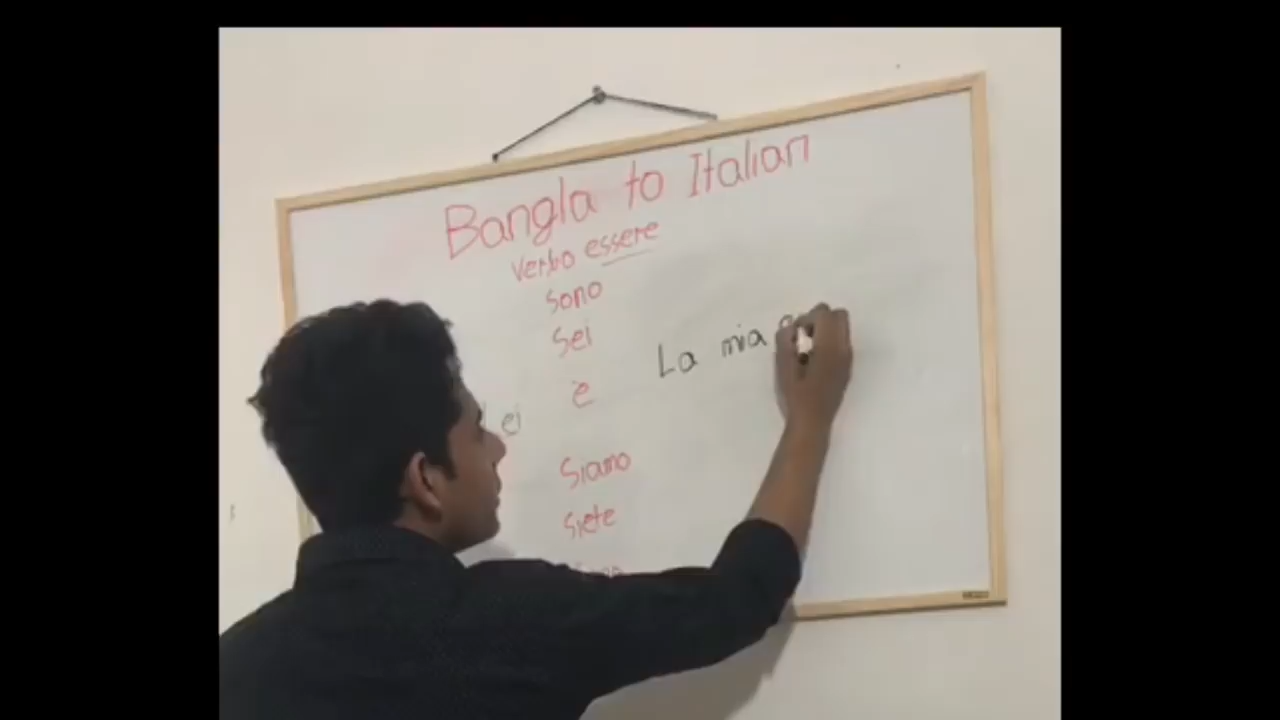 Bangla to Italian
verbo essere
Sono
Sei
è
La mia
Siamo
Siete